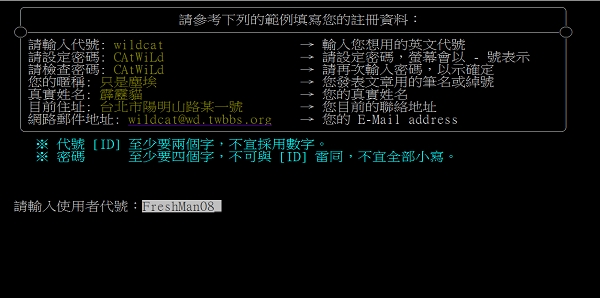 請參考下列的範例填寫您的註冊資料：
請輸入代號: wildcat → 輸入您想用的英文代號
請設定密碼: CAtWiLd → 請設定密碼，螢幕會以 - 號表示
請檢查密碼: CAtWiLd → 請再次輸入密碼，以示確定
您的暱稱: 只是塵埃 → 您發表文章用的筆名或綽號
真實姓名: 霹靂貓 → 您的真實姓名
目前住址: 台北市陽明山路某一號 → 您目前的聯絡地址
網路郵件地址: wildcat@wd.twbbs.org → 您的 E-Mail address
※ 代號 [ID] 至少要兩個字，不宜採用數字。
※ 密碼 至少要四個字，不可與 [ID] 雷同，不宜全部小寫。
請輸入使用者代號：FreshMan08_